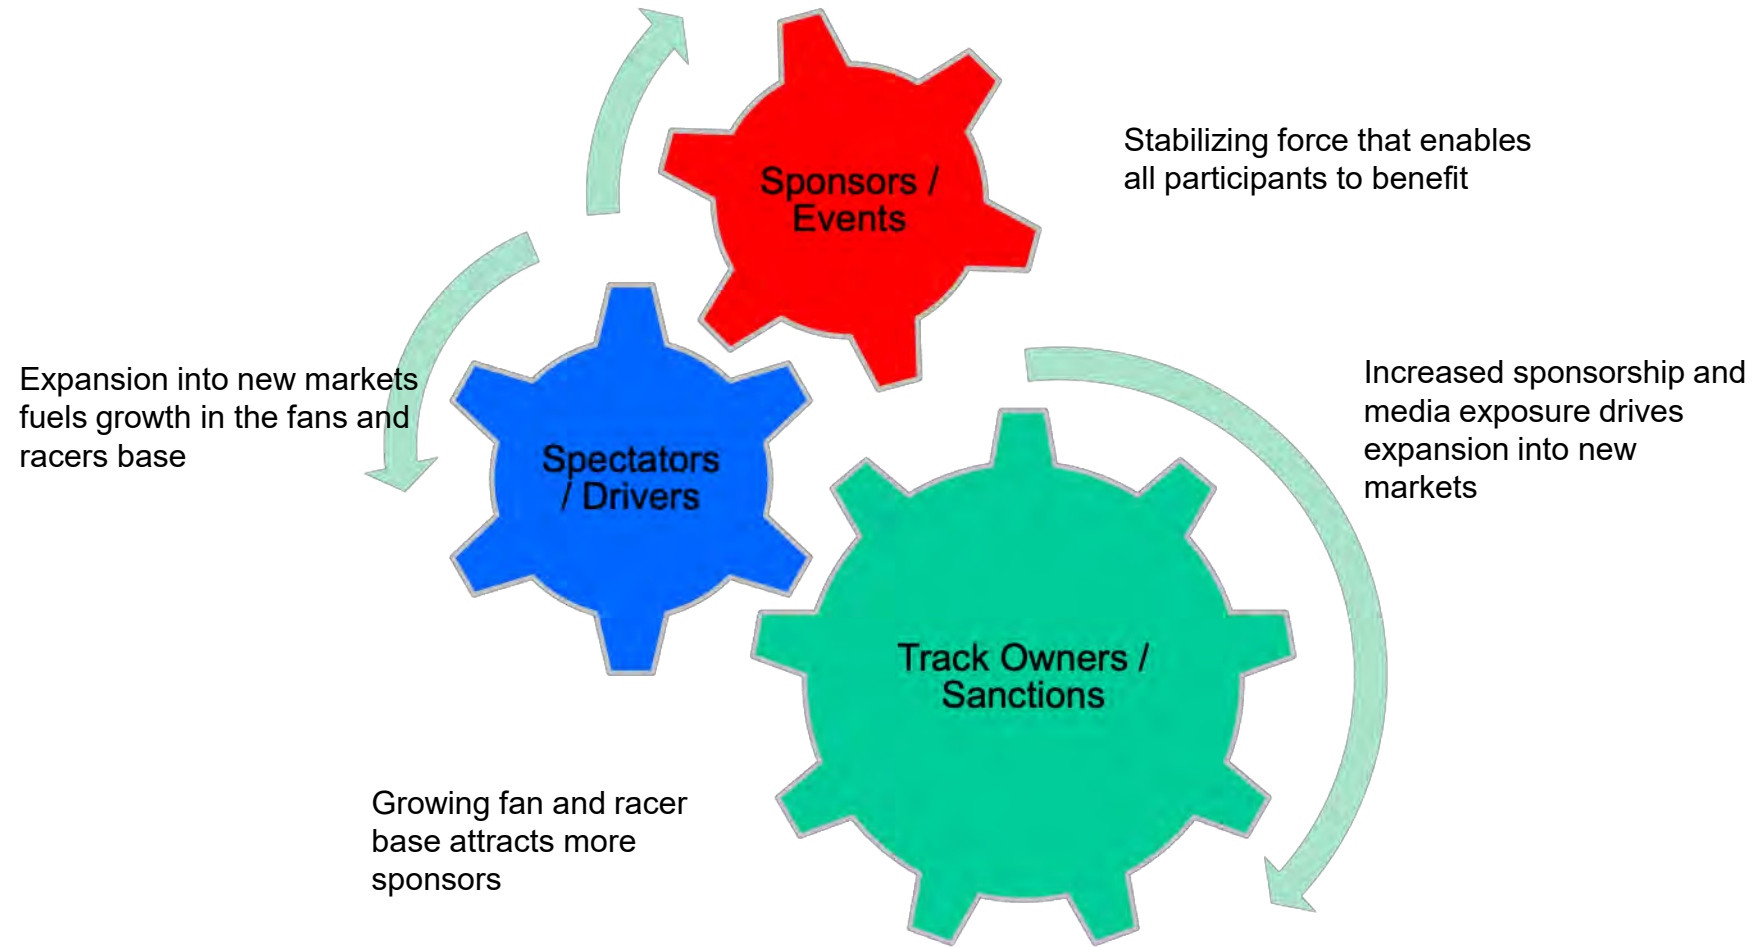 Sponsors /
Events
Stabilizing force that enables
all participants to benefit
Expansion into new markets
fuels growth in the fans and
racers base
Spectators
/ Drivers
Increased sponsorship and
media exposure drives
expansion into new
markets
Track Owners /
Sanctions
Growing fan and racer
base attracts more
sponsors